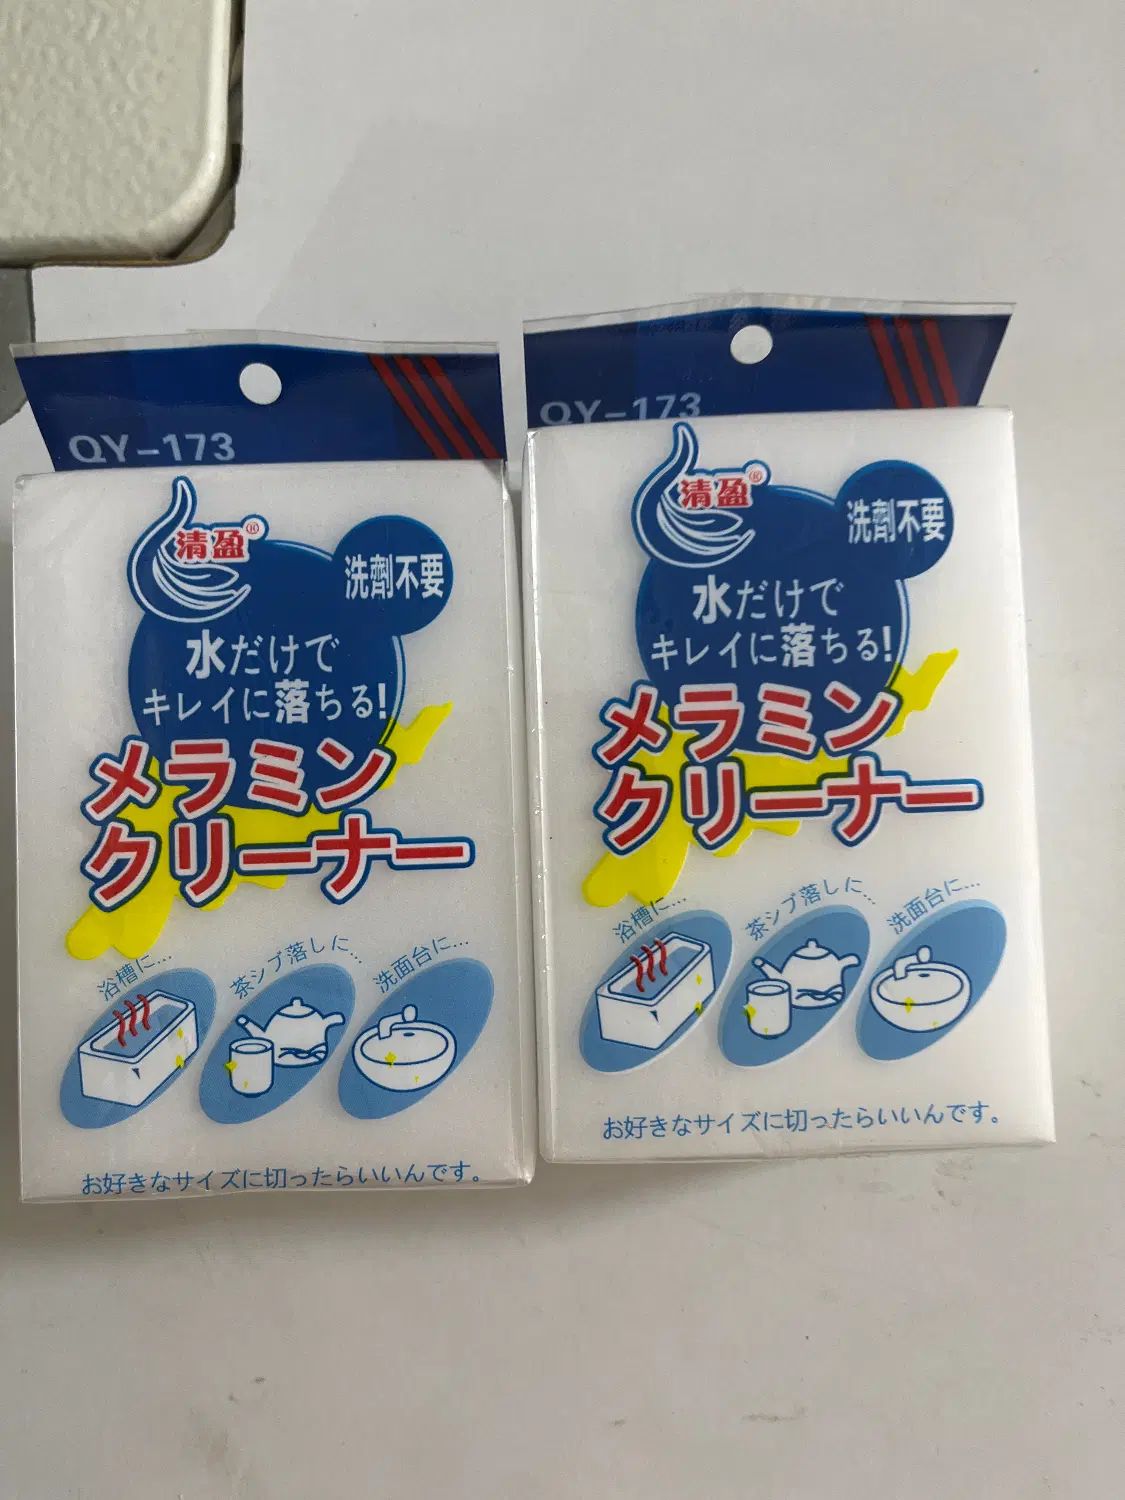 QY-173
清盈®
洗劑不要
水だけで
キレイに落ちる!
メラミン
クリーナー
浴槽に...
茶シブ落しに...
洗面台に...
お好きなサイズに切ったらいいんです。
QY-173
清盈®
洗劑不要
水だけで
キレイに落ちる!
メラミン
クリーナー
浴槽に...
茶シブ落しに...
洗面台に...
お好きなサイズに切ったらいいんです。